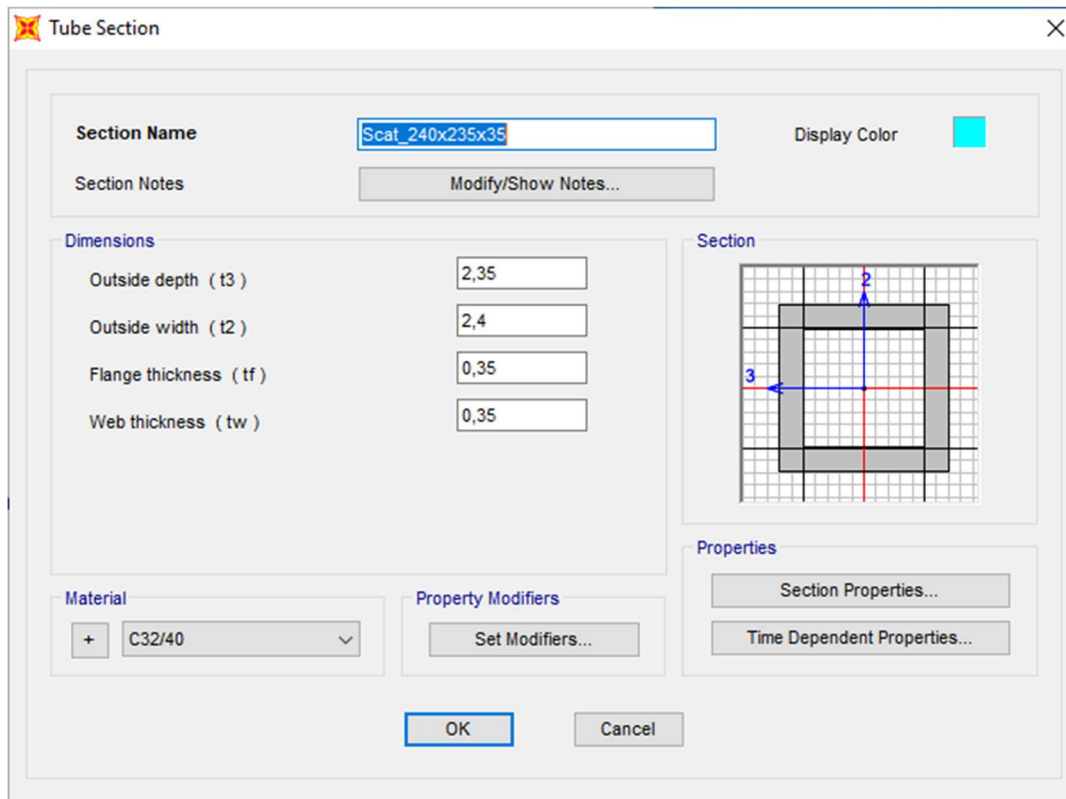 Tube Section
Section Name Scat_240x235x35 Display Color
Section Notes Modify/Show Notes...
Dimensions
Outside depth ( t3 ) 2,35
Outside width ( t2 ) 2,4
Flange thickness ( tf ) 0,35
Web thickness ( tw ) 0,35
Section
2
3
Properties
Section Properties...
Time Dependent Properties...
Material
+ C32/40
Property Modifiers
Set Modifiers...
OK Cancel